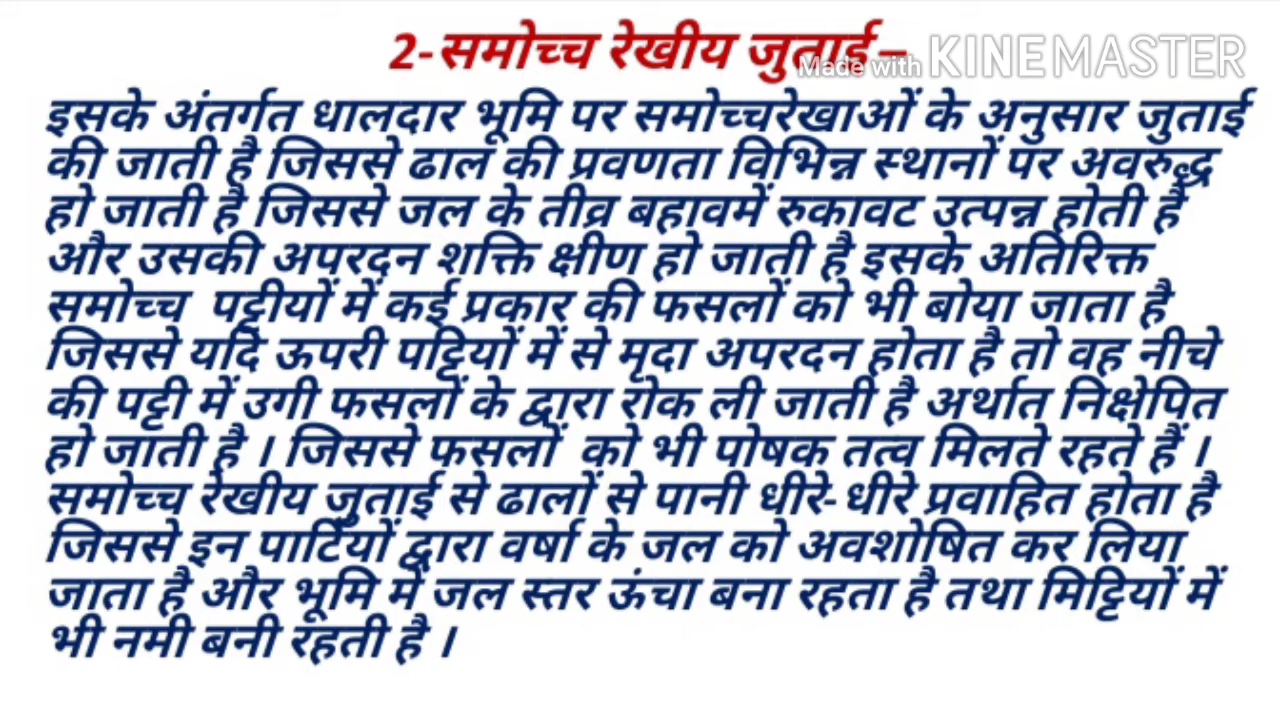 2-समोच्च रेखीय जुताई–
Made with KINEMASTER
इसके अंतर्गत धालदार भूमि पर समोच्चरेखाओं के अनुसार जुताई
की जाती है जिससे ढाल की प्रवणता विभिन्न स्थानों पर अवरुद्ध
हो जाती है जिससे जल के तीव्र बहावमें रुकावट उत्पन्न होती है
और उसकी अपरदन शक्ति क्षीण हो जाती है इसके अतिरिक्त
समोच्च पट्टीयों में कई प्रकार की फसलों को भी बोया जाता है
जिससे यदि ऊपरी पट्टियों में से मृदा अपरदन होता है तो वह नीचे
की पट्टी में उगी फसलों के द्वारा रोक ली जाती है अर्थात निक्षेपित
हो जाती है । जिससे फसलों को भी पोषक तत्व मिलते रहते हैं ।
समोच्च रेखीय जुताई से ढालों से पानी धीरे- धीरे प्रवाहित होता है
जिससे इन पार्टियों द्वारा वर्षा के जल को अवशोषित कर लिया
जाता है और भूमि में जल स्तर ऊंचा बना रहता है तथा मिट्टियों में
भी नमी बनी रहती है ।